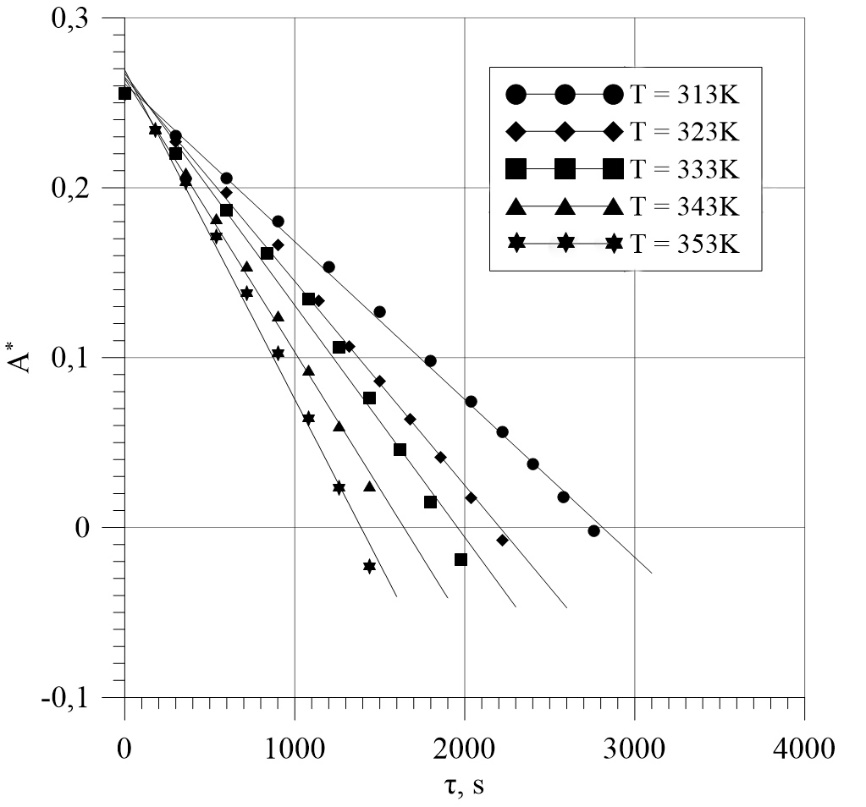 0,3
T = 313K
T = 323K
T = 333K
T = 343K
T = 353K
0,2
0,1
A*
0
-0,1
0 1000 2000 3000 4000
τ, s